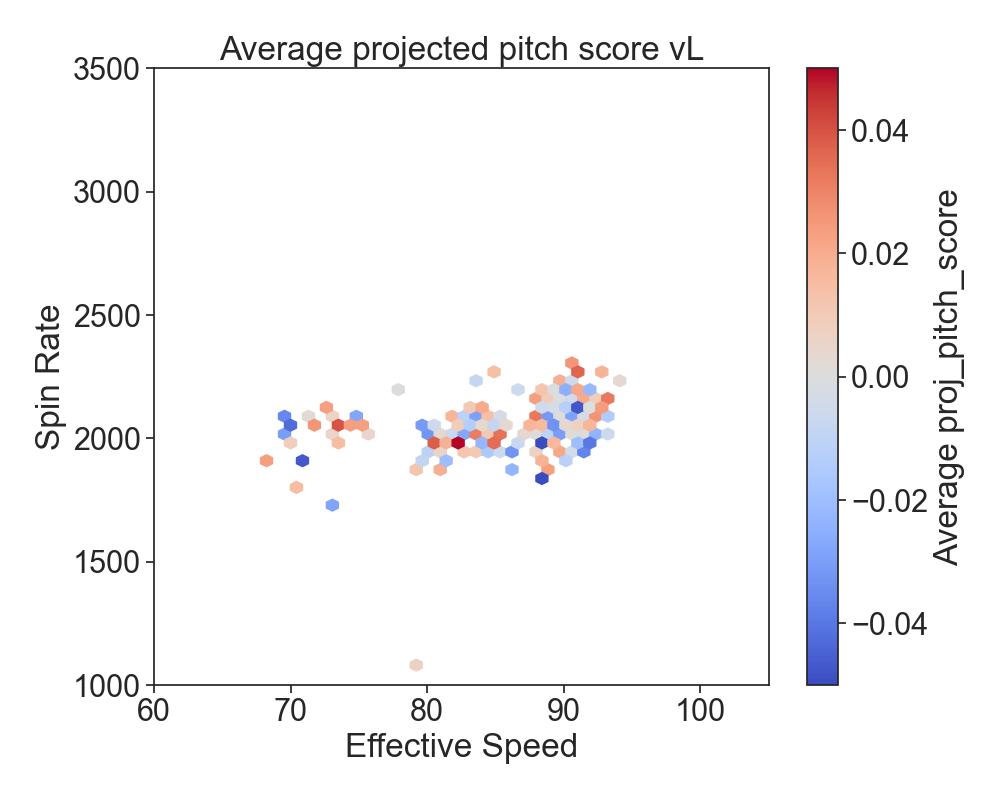 Average projected pitch score vL
3500
3000
2500
2000
1500
1000
Spin Rate
60 70 80 90 100
Effective Speed
0.04
0.02
0.00
−0.02
−0.04
Average proj_pitch_score